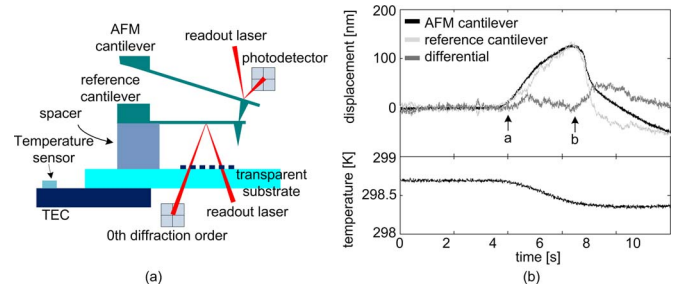 AFM
cantilever
readout laser
photodetector
reference
cantilever
spacer
Temperature
sensor
transparent
substrate
TEC
readout laser
0th diffraction order
(a)
200
AFM cantilever
reference cantilever
differential
100
0
-100
displacement [nm]
a
b
299
298.5
298
temperature [K]
0
2
4
6
8
10
time [s]
(b)